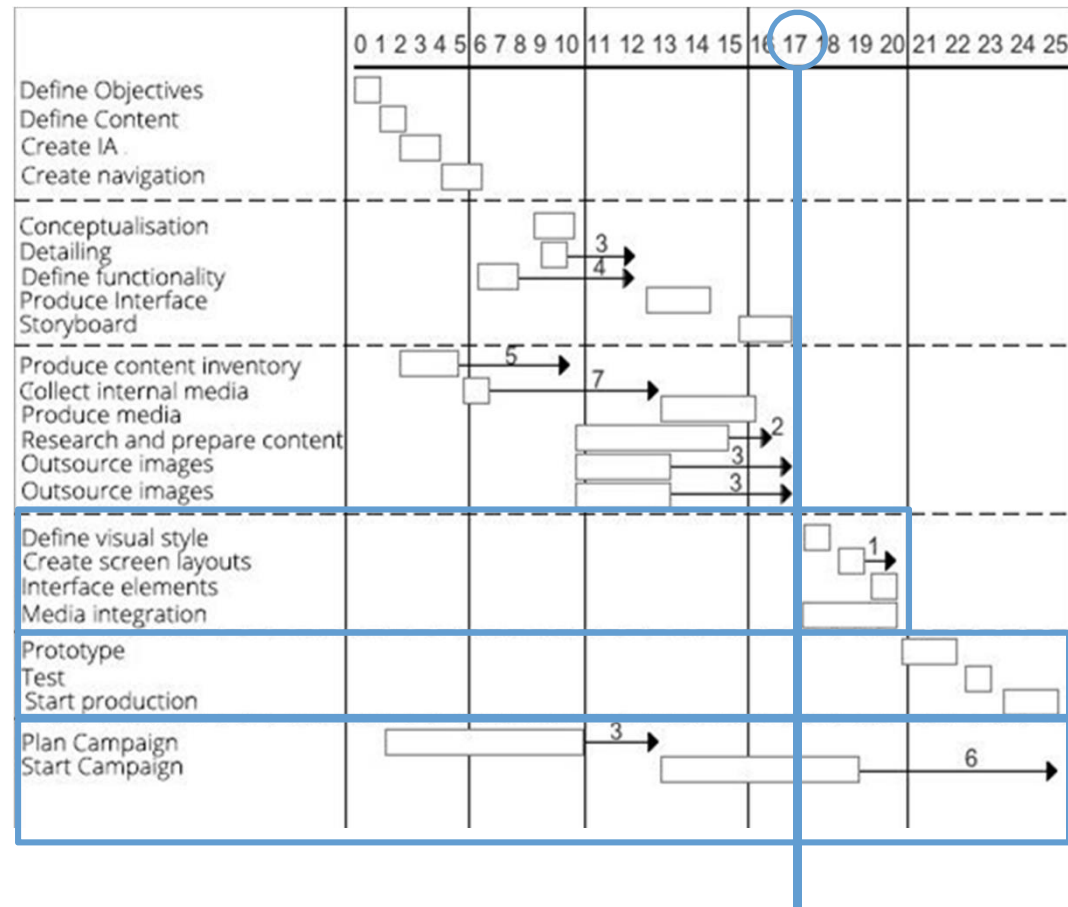 0 1 2 3 4 5 6 7 8 9 10 11 12 13 14 15 16 17 18 19 20 21 22 23 24 25
Define Objectives
Define Content
Create IA
Create navigation
Conceptualisation
Detailing 3
Define functionality 4
Produce Interface
Storyboard
Produce content inventory 5
Collect internal media 7
Produce media
Research and prepare content 2
Outsource images 3
Outsource images 3
Define visual style
Create screen layouts 1
Interface elements
Media integration
Prototype
Test
Start production
Plan Campaign 3
Start Campaign 6